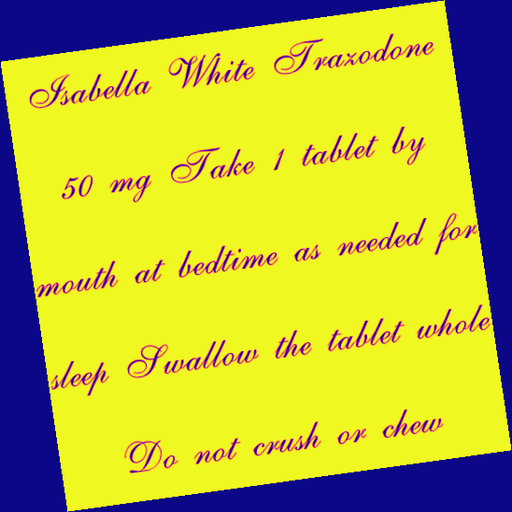 Isabella White Trazodone
50 mg Take 1 tablet by
mouth at bedtime as needed for
sleep Swallow the tablet whole
Do not crush or chew